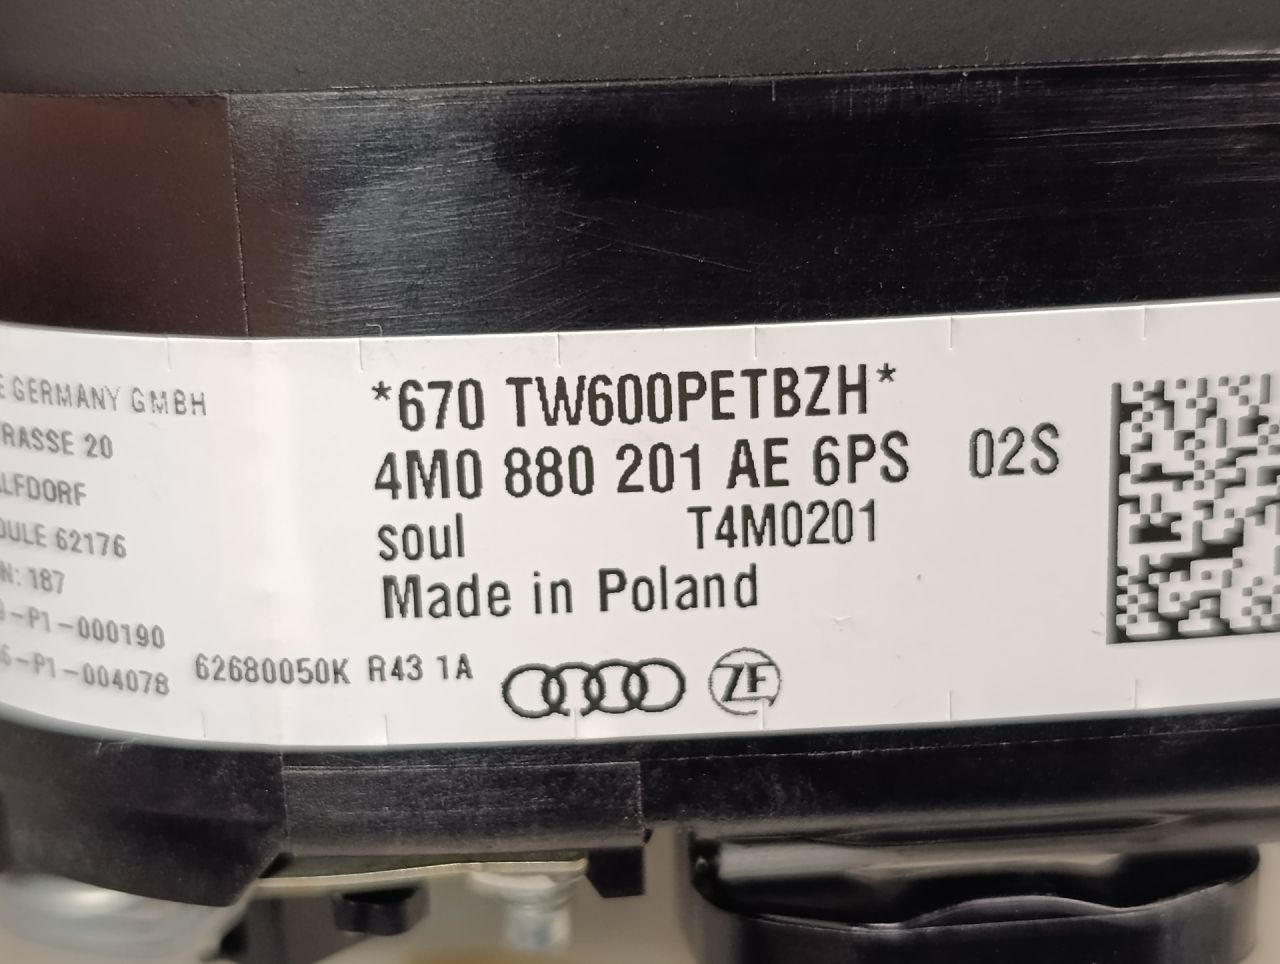 E GERMANY GMBH
RASSE 20
LFDORF
DULE 62176
N: 187
-P1-000190
6-P1-004078
*670 TW600PETBZH*
4M0 880 201 AE 6PS 02S
soul T4M0201
Made in Poland
62680050K R43 1A
ZF